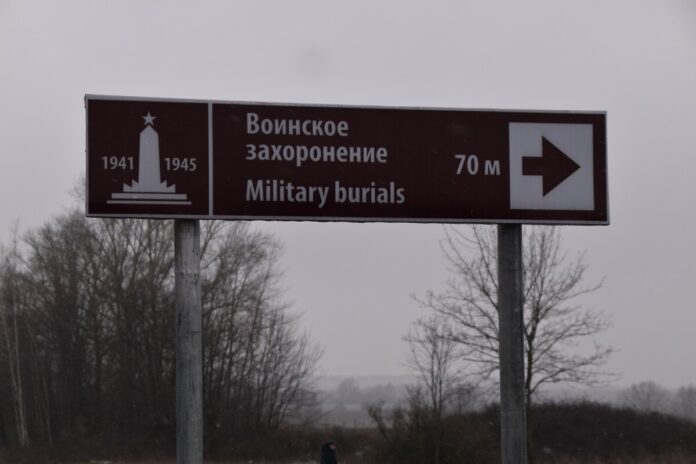 1941 1945
Воинское
захоронение
Military burials
70 м